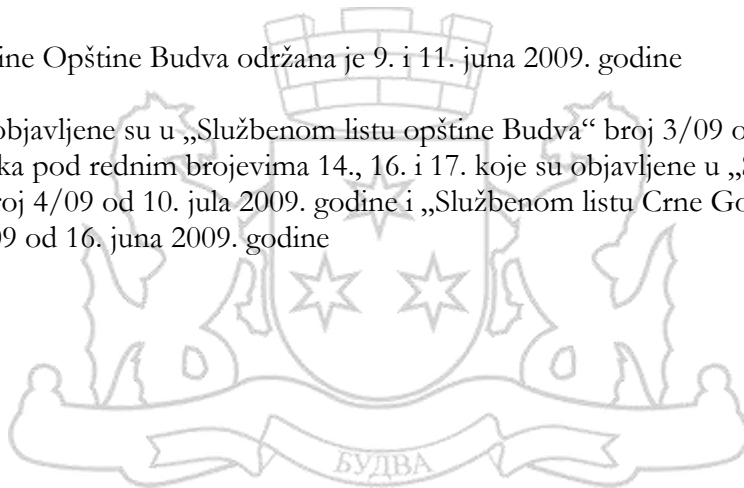 ine Opštine Budva održana je 9. i 11. juna 2009. godine
objavljene su u „Službenom listu opštine Budva“ broj 3/09 o
ka pod rednim brojevima 14., 16. i 17. koje su objavljene u „S
oj 4/09 od 10. jula 2009. godine i „Službenom listu Crne Go
09 od 16. juna 2009. godine
БУДВА